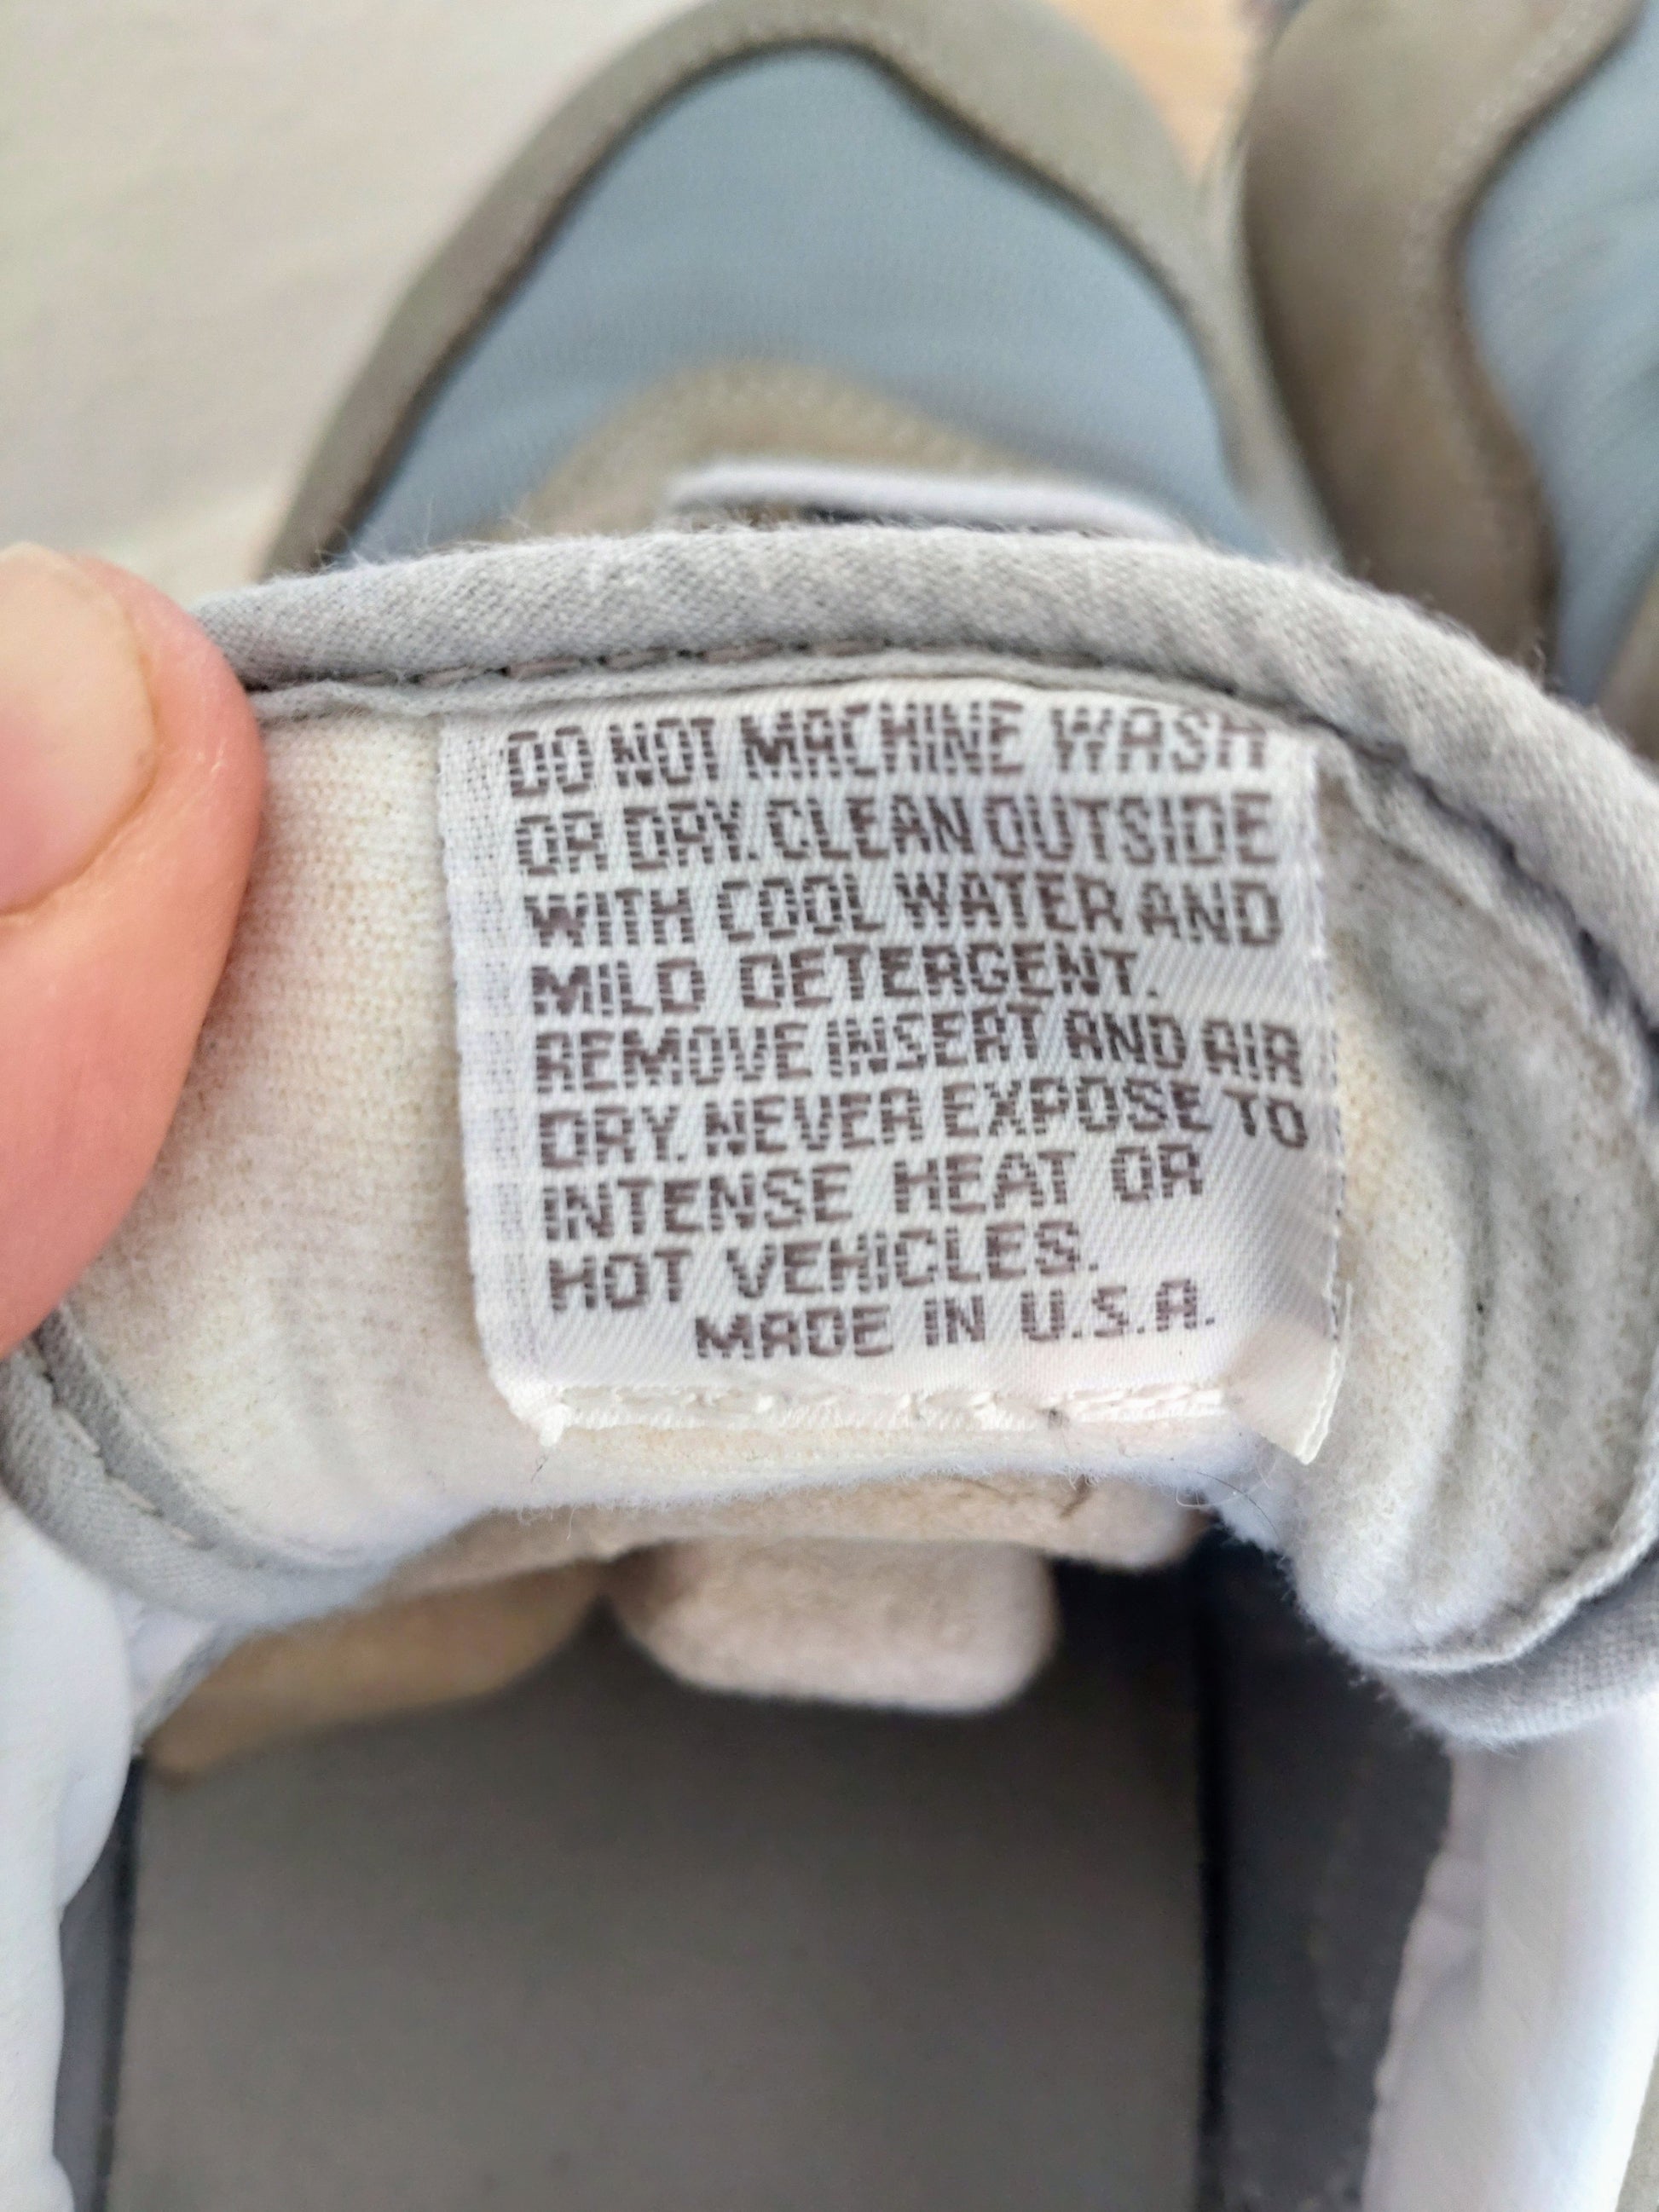 DO NOT MACHINE WASH
OR DRY. CLEAN OUTSIDE
WITH COOL WATER AND
MILD DETERGENT.
REMOVE INSERT AND AIR
DRY. NEVER EXPOSE TO
INTENSE HEAT OR
HOT VEHICLES.
MADE IN U.S.A.